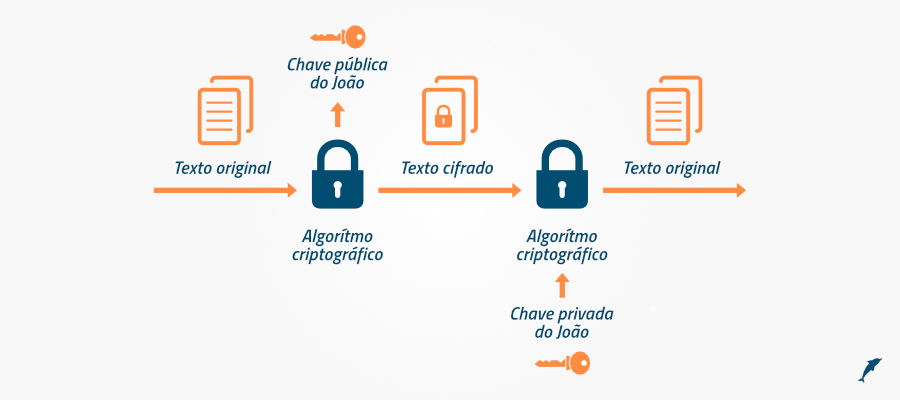 Chave pública
do João
Texto original
Texto cifrado
Texto original
Algorítmo
criptográfico
Algorítmo
criptográfico
Chave privada
do João